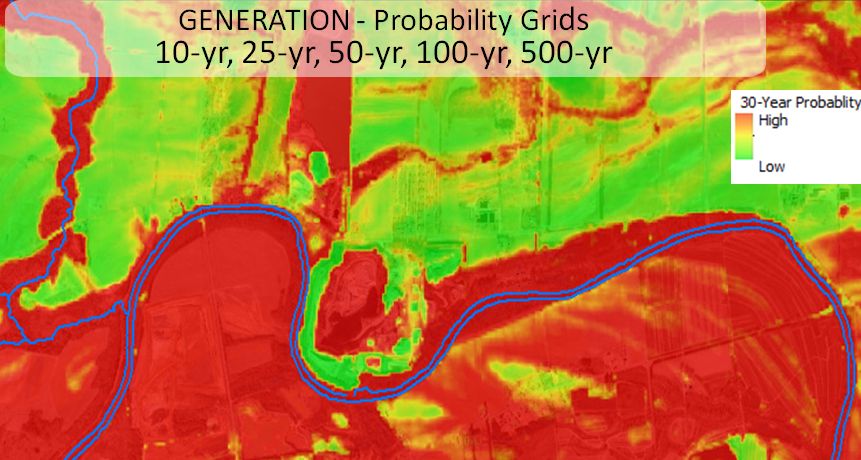 GENERATION - Probability Grids
10-yr, 25-yr, 50-yr, 100-yr, 500-yr
30-Year Probablity
High
Low